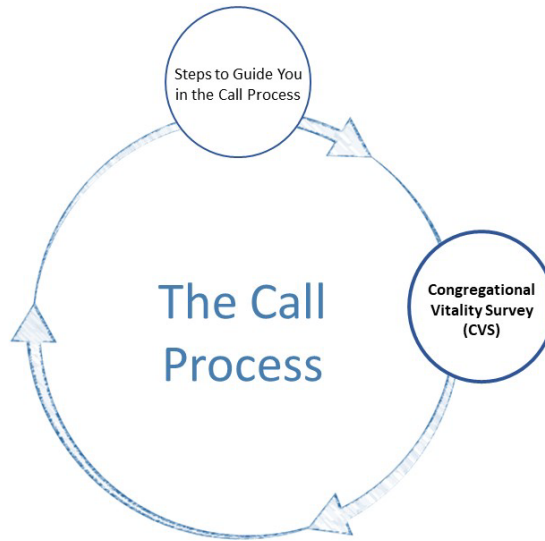 Steps to Guide You
in the Call Process
Congregational
Vitality Survey
(CVS)
The Call
Process